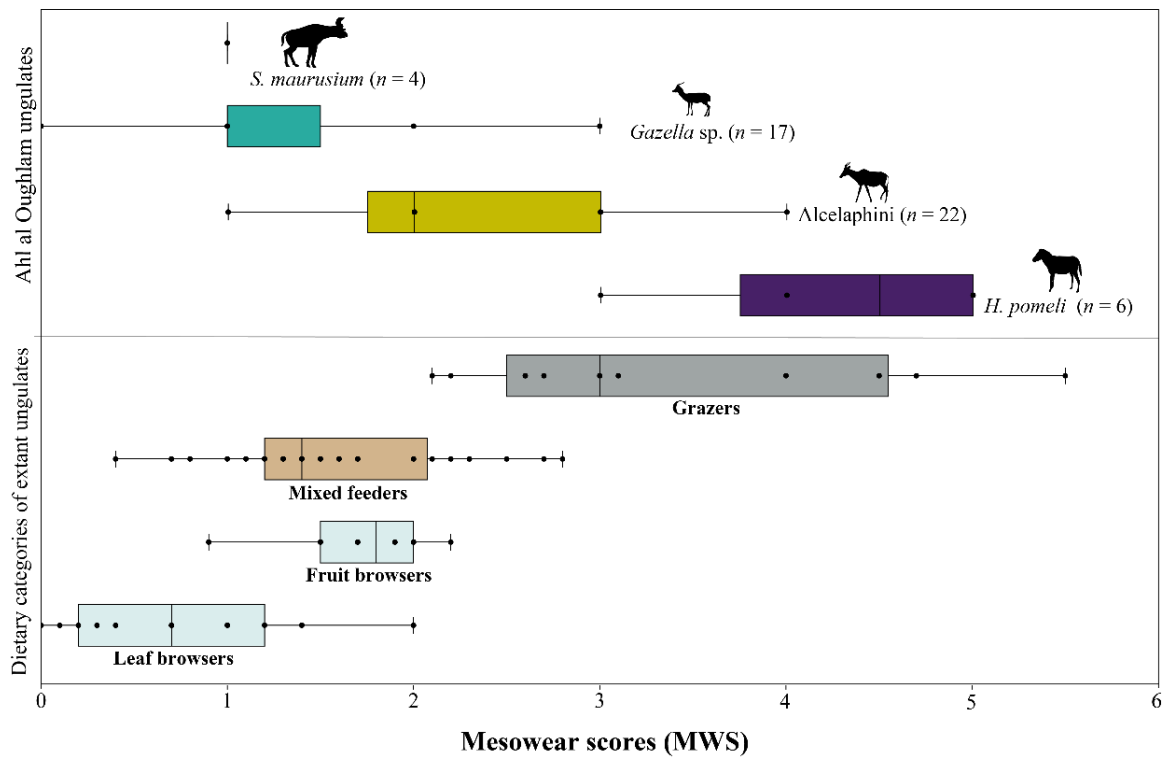 Ahl al Oughlam ungulates
S. maurusium (n = 4)
Gazella sp. (n = 17)
Alcelaphini (n = 22)
H. pomeli (n = 6)
Dietary categories of extant ungulates
Grazers
Mixed feeders
Fruit browsers
Leaf browsers
0 1 2 3 4 5 6
Mesowear scores (MWS)